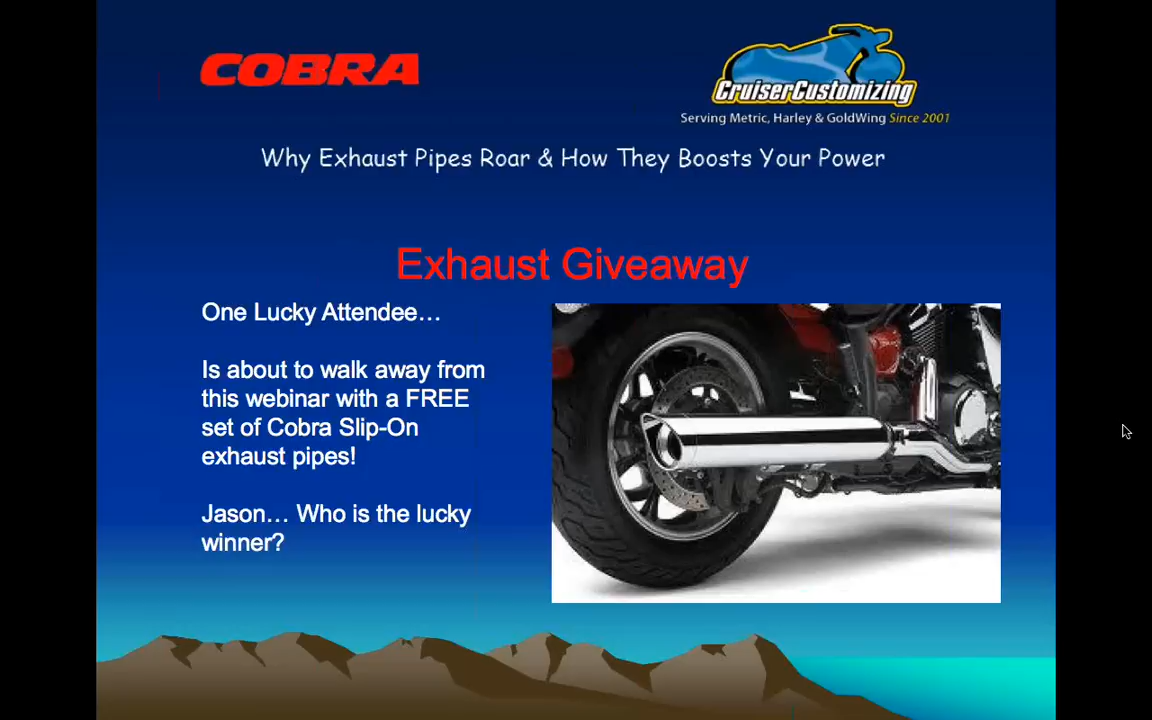 COBRA
CruiserCustomizing
Serving Metric, Harley & GoldWing Since 2001
Why Exhaust Pipes Roar & How They Boosts Your Power
Exhaust Giveaway
One Lucky Attendee…
Is about to walk away from
this webinar with a FREE
set of Cobra Slip-On
exhaust pipes!
Jason… Who is the lucky
winner?